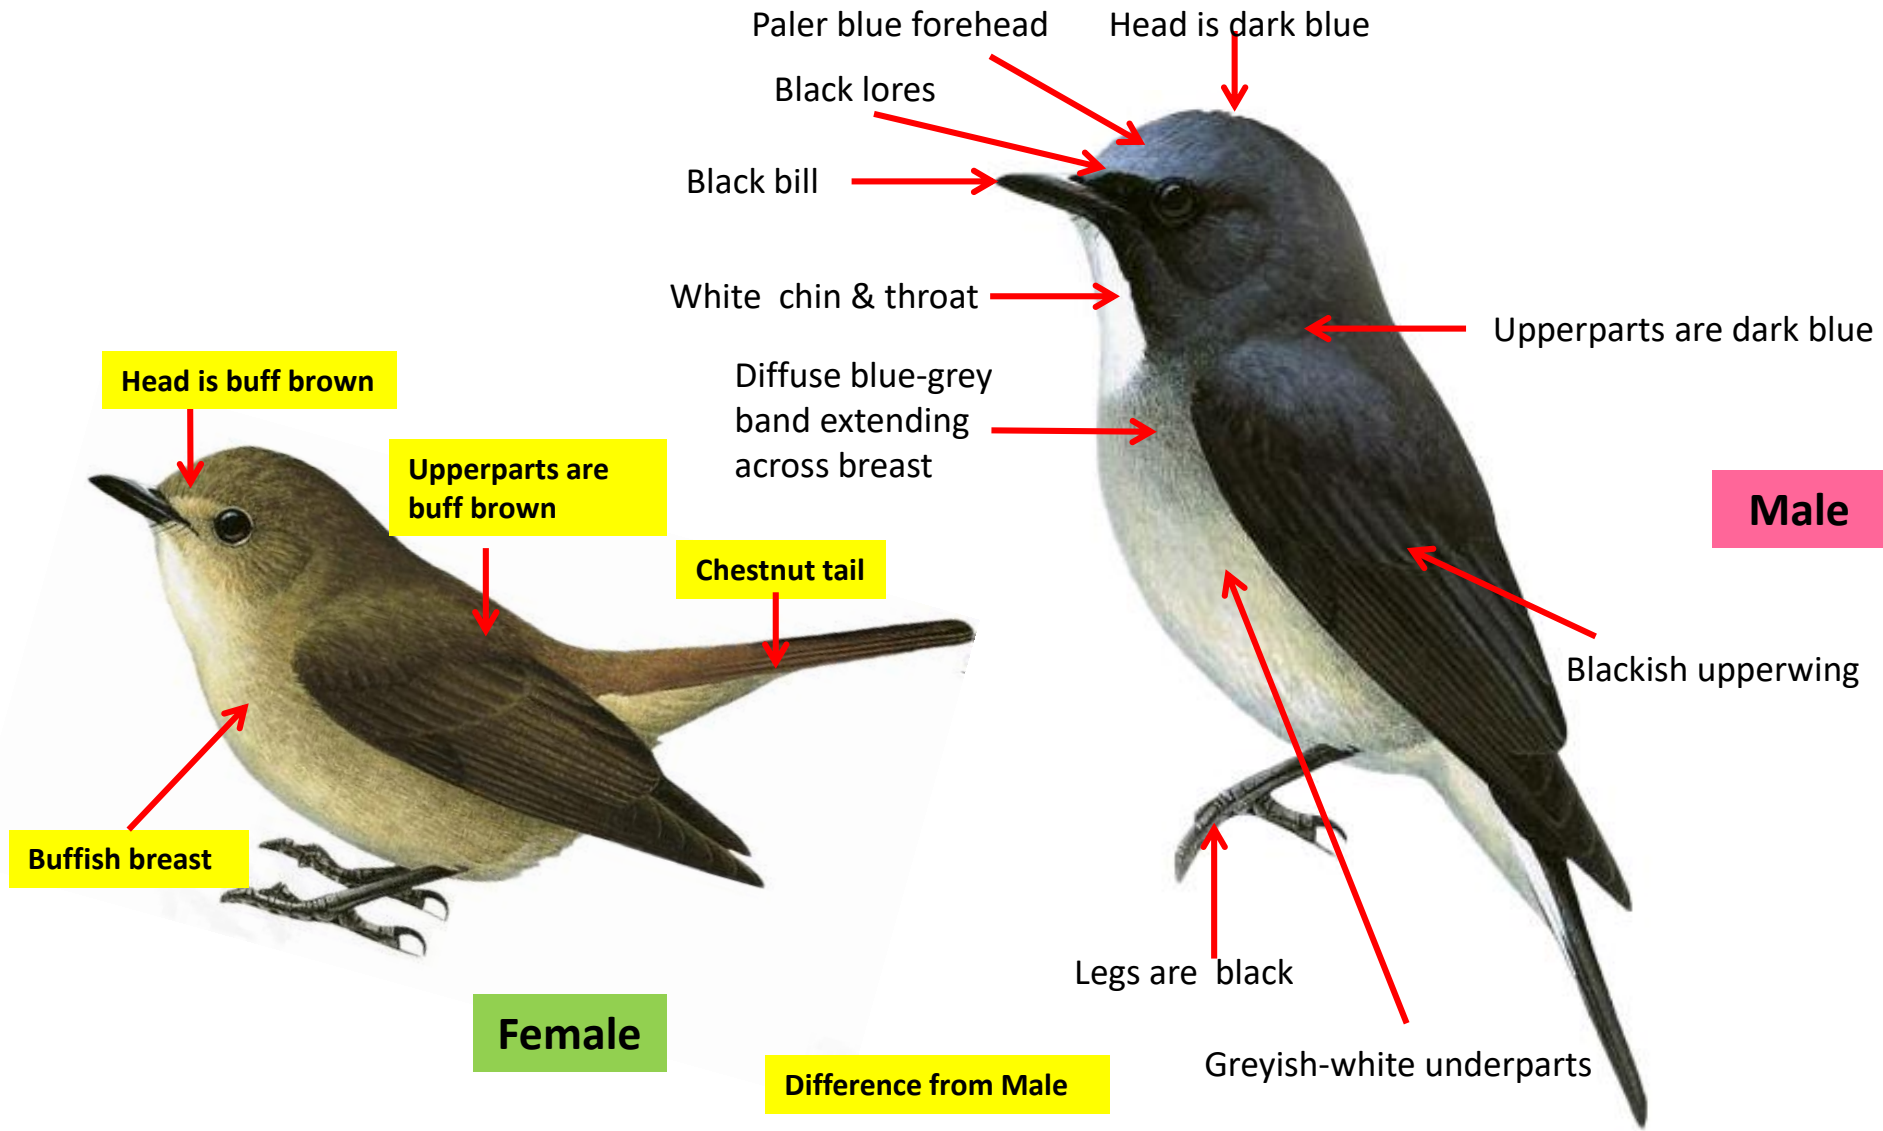 Paler blue forehead
Head is dark blue
Black lores
Black bill
White chin & throat
Upperparts are dark blue
Diffuse blue-grey
band extending
across breast
Head is buff brown
Upperparts are
buff brown
Male
Chestnut tail
Blackish upperwing
Buffish breast
Legs are black
Female
Greyish-white underparts
Difference from Male